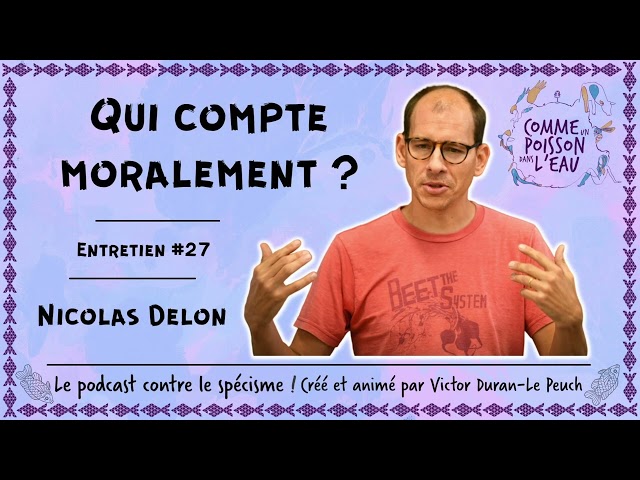 QUI COMPTE
MORALEMENT ?
ENTRETIEN #27
NICOLAS DELON
COMME UN
POISSON
DANS L'EAU
BEET THE
SYSTEM
Le podcast contre le spécisme ! Créé et animé par Victor Duran-Le Peuch